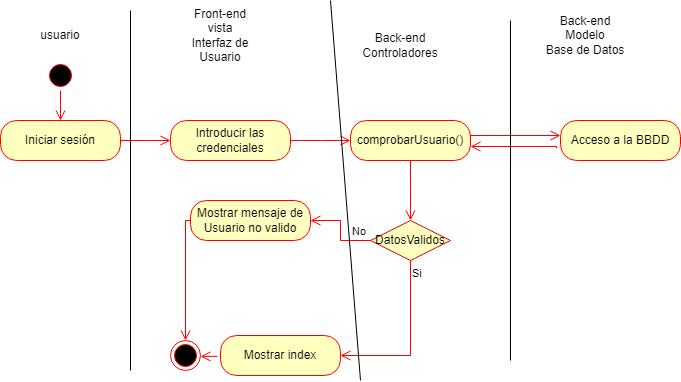 usuario
Front-end
vista
Interfaz de
Usuario
Back-end
Controladores
Back-end
Modelo
Base de Datos
Iniciar sesión
Introducir las
credenciales
comprobarUsuario()
Acceso a la BBDD
Mostrar mensaje de
Usuario no valido
No
DatosValidos
Si
Mostrar index